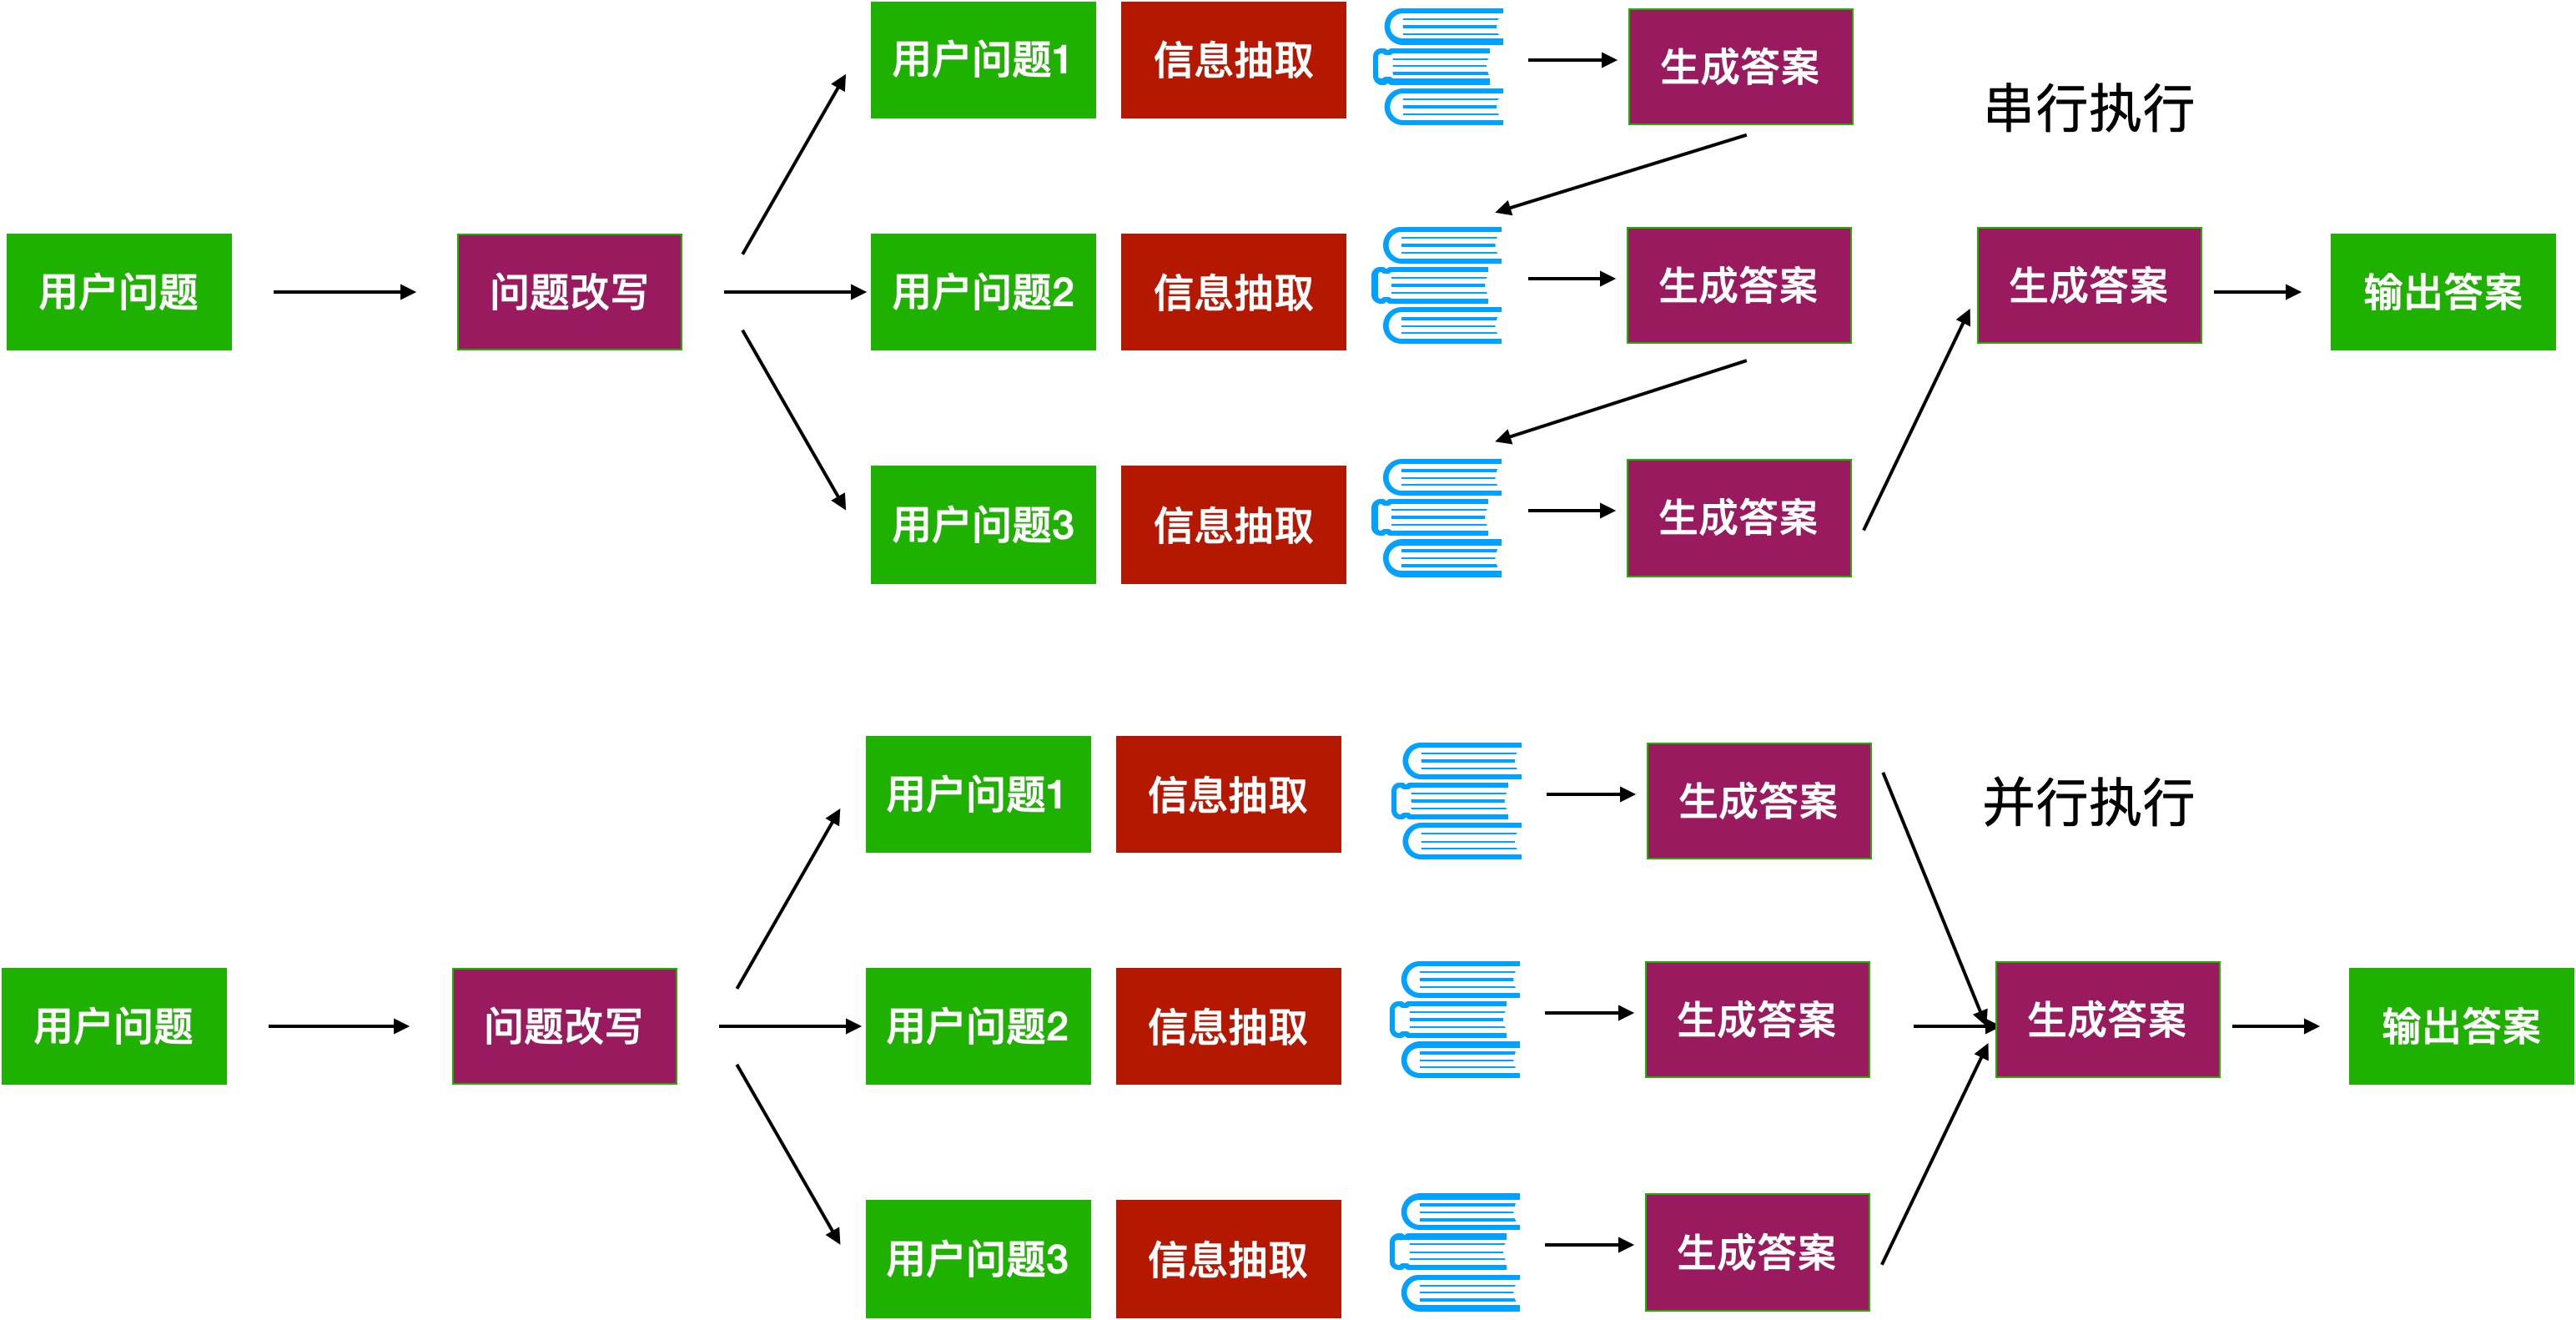 用户问题1
信息抽取
生成答案
串行执行
用户问题
问题改写
用户问题2
信息抽取
生成答案
生成答案
输出答案
用户问题3
信息抽取
生成答案
用户问题1
信息抽取
生成答案
并行执行
用户问题
问题改写
用户问题2
信息抽取
生成答案
生成答案
输出答案
用户问题3
信息抽取
生成答案